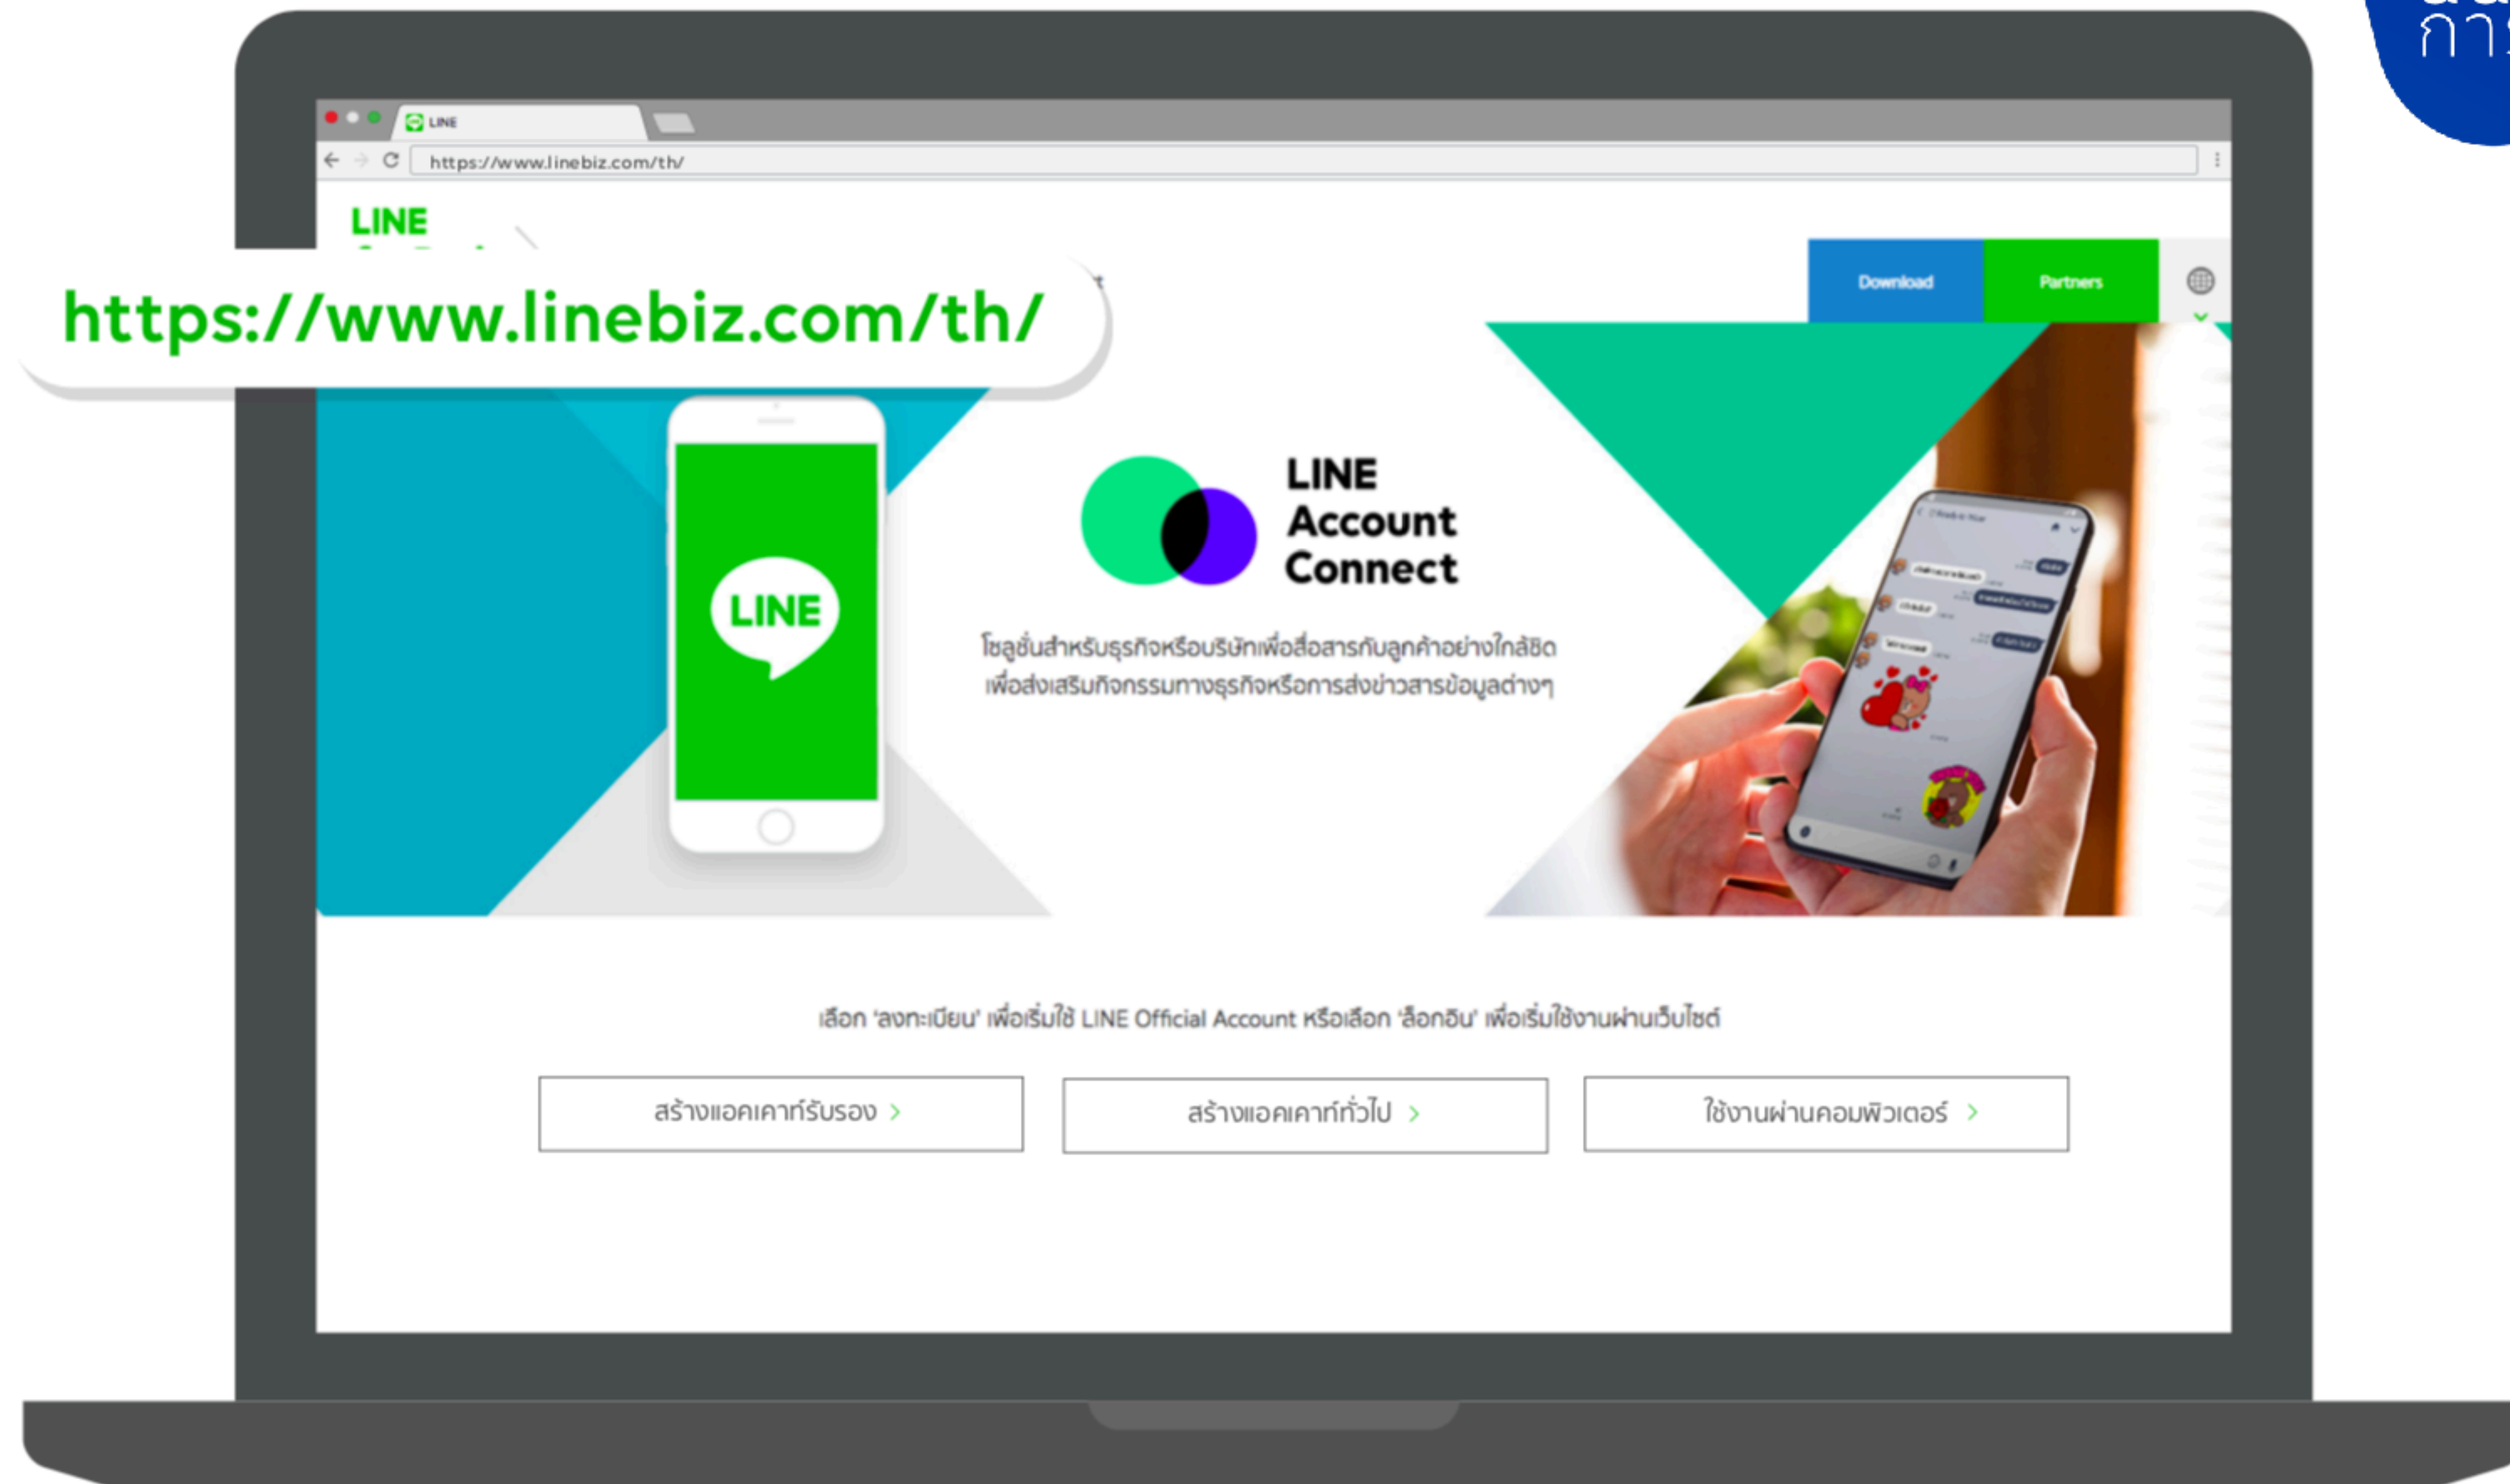 LINE
https://www.linebiz.com/th/
LINE
https://www.linebiz.com/th/
Download
Partners
LINE
Account
Connect
LINE
โซลูชั่นสำหรับธุรกิจหรือบริษัทเพื่อสื่อสารกับลูกค้าอย่างใกล้ชิด
เพื่อส่งเสริมกิจกรรมทางธุรกิจหรือการส่งข่าวสารข้อมูลต่างๆ
เลือก ‘ลงทะเบียน’ เพื่อเริ่มใช้ LINE Official Account หรือเลือก ‘ล็อกอิน’ เพื่อเริ่มใช้งานผ่านเว็บไซต์
สร้างแอคเคาท์รับรอง >
สร้างแอคเคาท์ทั่วไป >
ใช้งานผ่านคอมพิวเตอร์ >